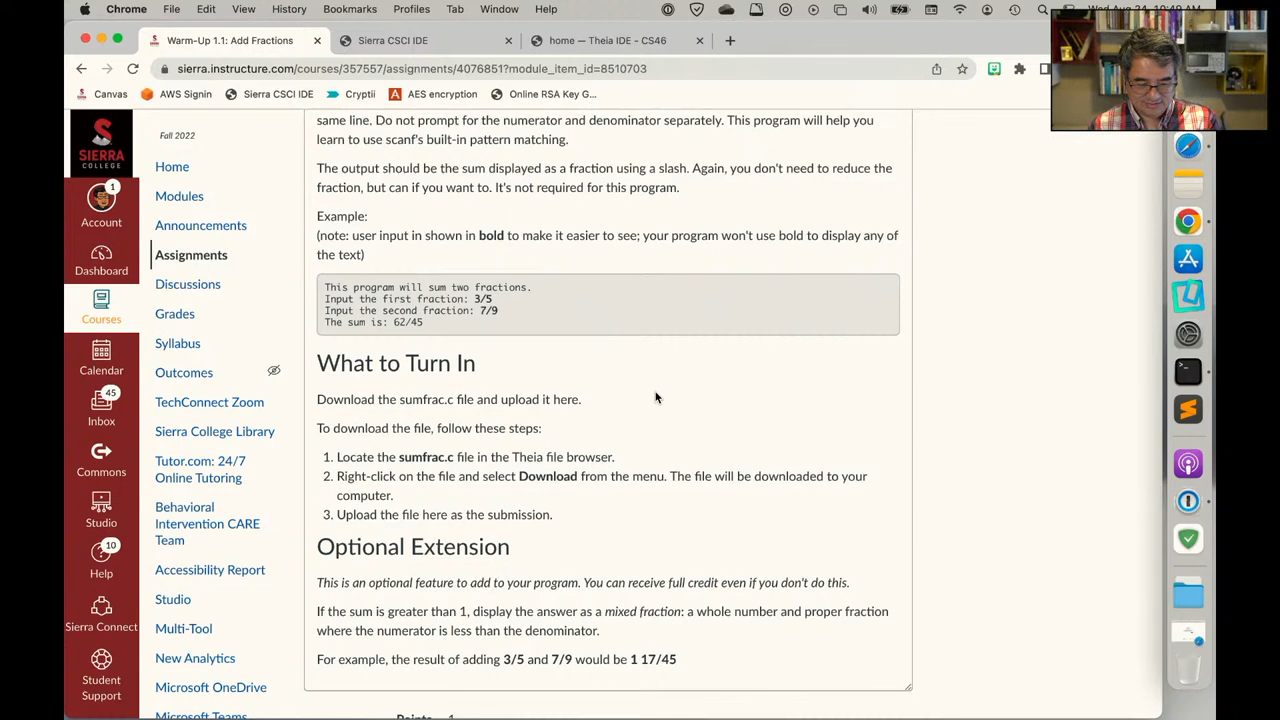 Chrome File Edit View History Bookmarks Profiles Tab Window Help
Wed Aug 24 10:49 AM
Warm-Up 1.1: Add Fractions
Sierra CSCI IDE
home — Theia IDE - CS46
sierra.instructure.com/courses/357557/assignments/4076851?module_item_id=8510703
Canvas
AWS Signin
Sierra CSCI IDE
Cryptii
AES encryption
Online RSA Key G...
SIERRA
COLLEGE
1
Account
Dashboard
Courses
Calendar
45
Inbox
Commons
Studio
10
Help
Sierra Connect
Student
Support
Fall 2022
Home
Modules
Announcements
Assignments
Discussions
Grades
Syllabus
Outcomes
TechConnect Zoom
Sierra College Library
Tutor.com: 24/7
Online Tutoring
Behavioral
Intervention CARE
Team
Accessibility Report
Studio
Multi-Tool
New Analytics
Microsoft OneDrive
Microsoft Teams
same line. Do not prompt for the numerator and denominator separately. This program will help you
learn to use scanf's built-in pattern matching.
The output should be the sum displayed as a fraction using a slash. Again, you don't need to reduce the
fraction, but can if you want to. It's not required for this program.
Example:
(note: user input in shown in bold to make it easier to see; your program won't use bold to display any of
the text)
This program will sum two fractions.
Input the first fraction: 3/5
Input the second fraction: 7/9
The sum is: 62/45
What to Turn In
Download the sumfrac.c file and upload it here.
To download the file, follow these steps:
1. Locate the sumfrac.c file in the Theia file browser.
2. Right-click on the file and select Download from the menu. The file will be downloaded to your
computer.
3. Upload the file here as the submission.
Optional Extension
This is an optional feature to add to your program. You can receive full credit even if you don't do this.
If the sum is greater than 1, display the answer as a mixed fraction: a whole number and proper fraction
where the numerator is less than the denominator.
For example, the result of adding 3/5 and 7/9 would be 1 17/45
Points 1